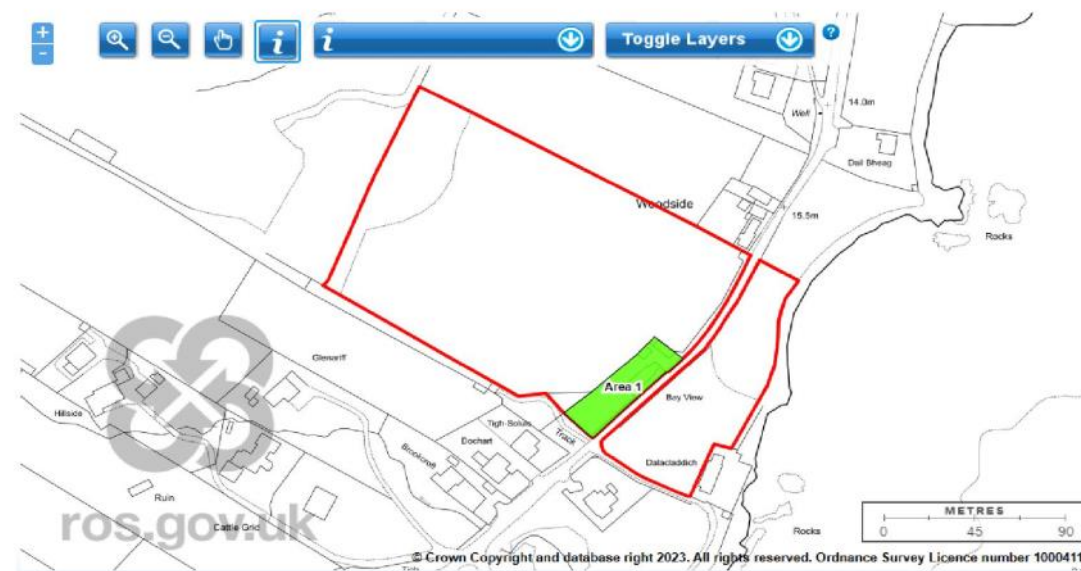 +
-
i
i
Toggle Layers
?
Well
14.0m
Dail Bheag
Woodside
15.5m
Rocks
Glenariff
Area 1
Bay View
Hillside
Tigh-Soluis
Track
Dochart
Brookcroft
Dalacladdich
Ruin
Cattle Grid
ros.gov.uk
METRES
0 45 90
Rocks
© Crown Copyright and database right 2023. All rights reserved. Ordnance Survey Licence number 1000411